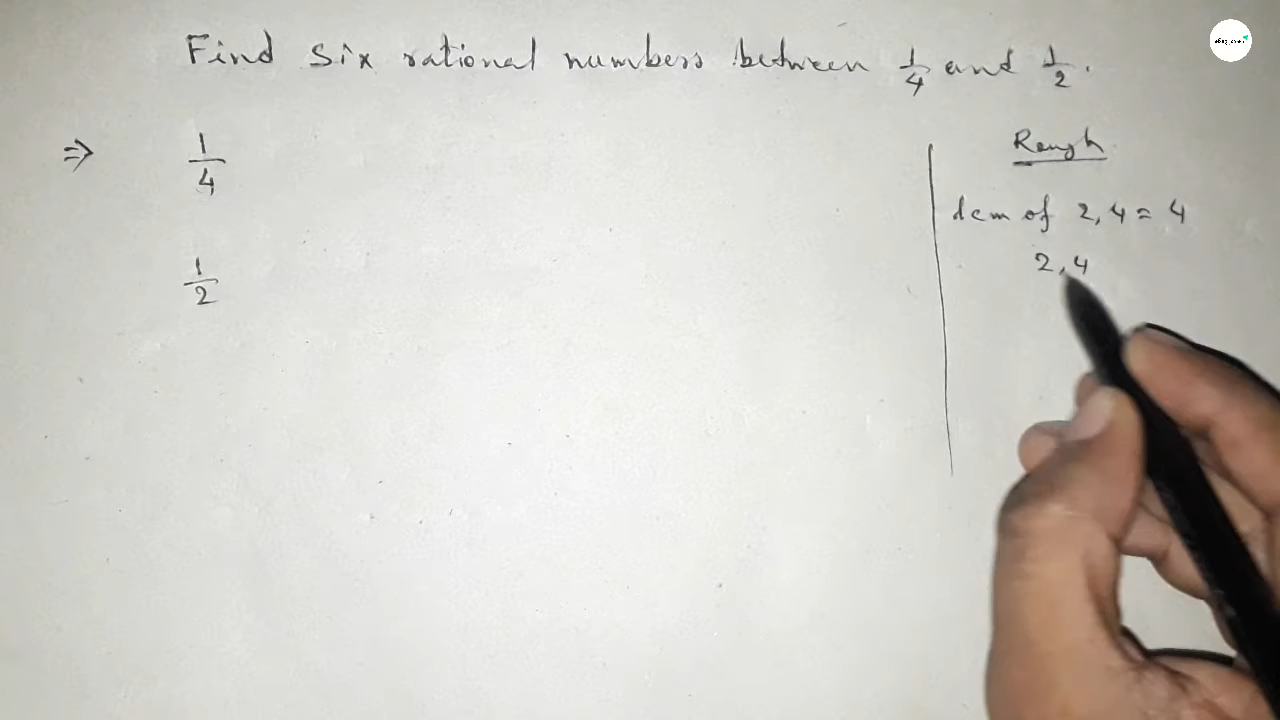 Find six rational numbers between 1/4 and 1/2.
⇒ 1/4
1/2
Rough
lcm of 2, 4 = 4
2, 4